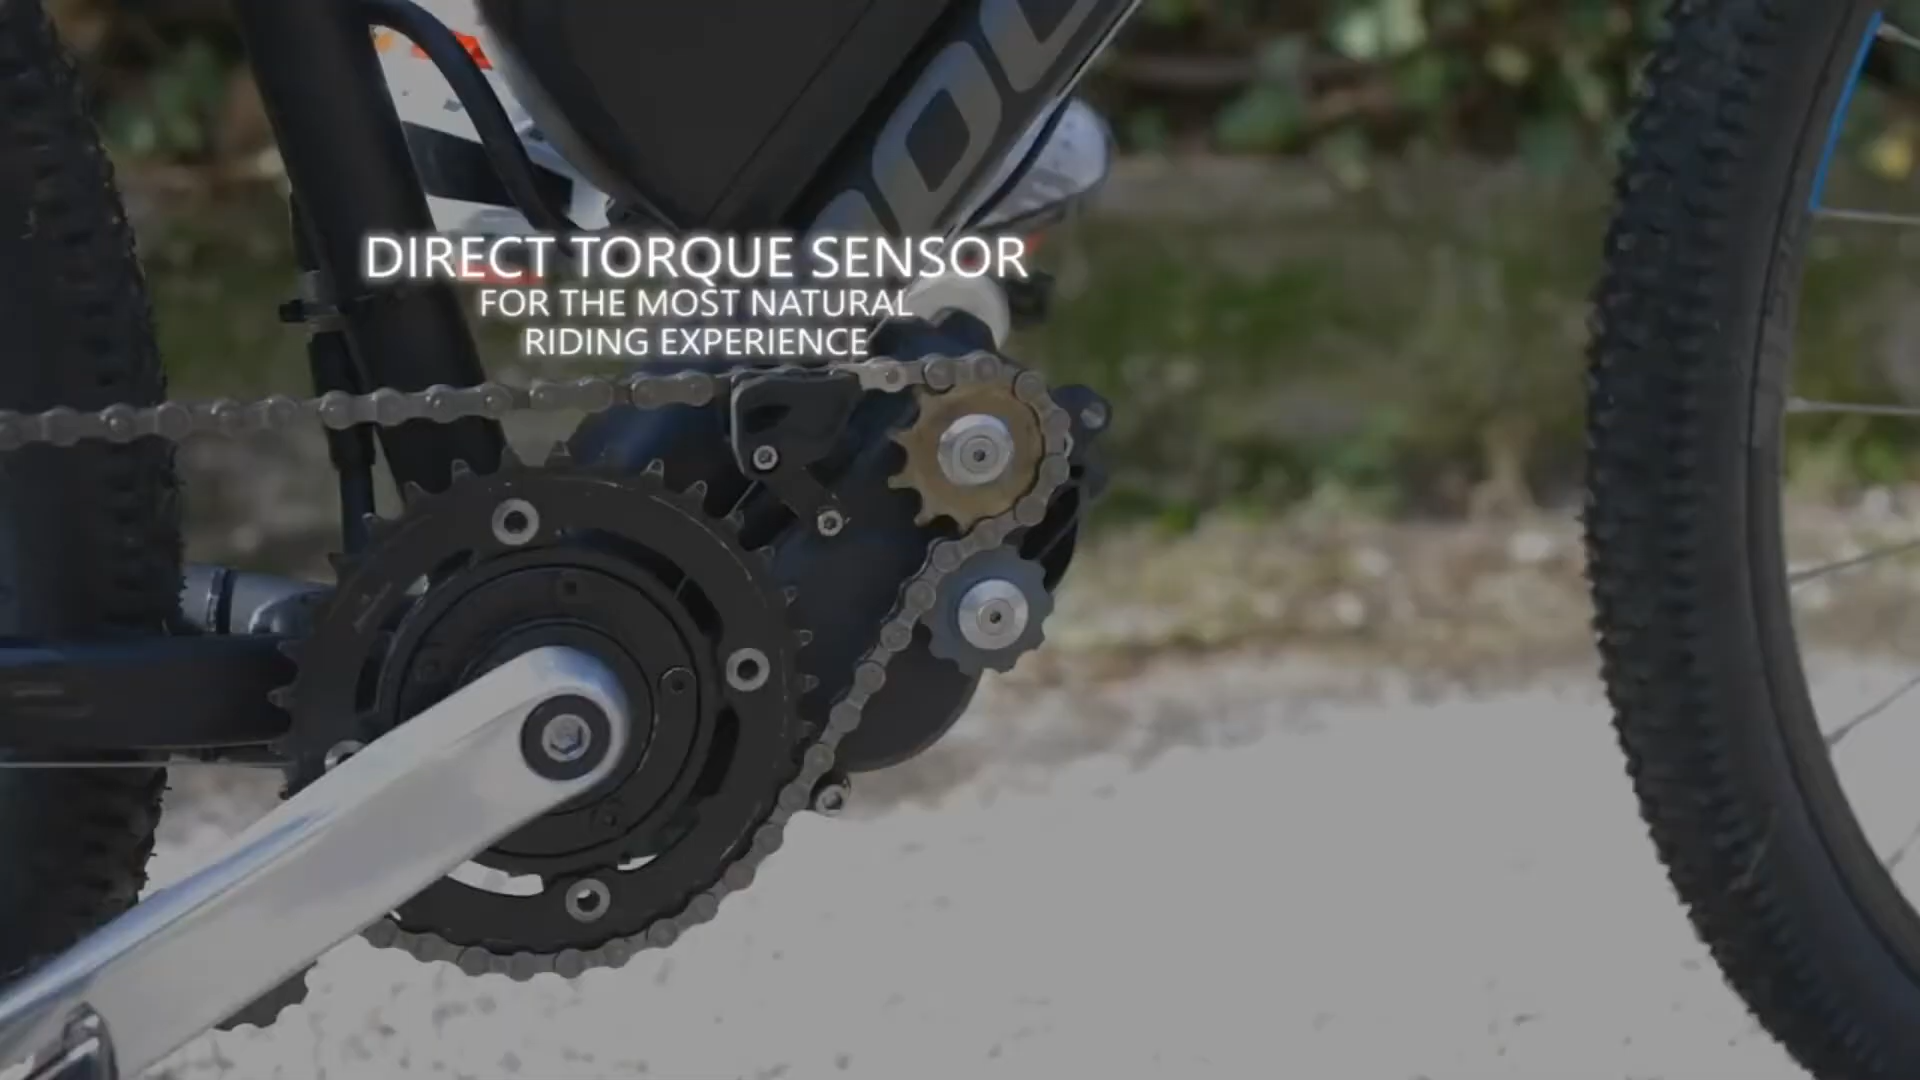 DIRECT TORQUE SENSOR
FOR THE MOST NATURAL
RIDING EXPERIENCE